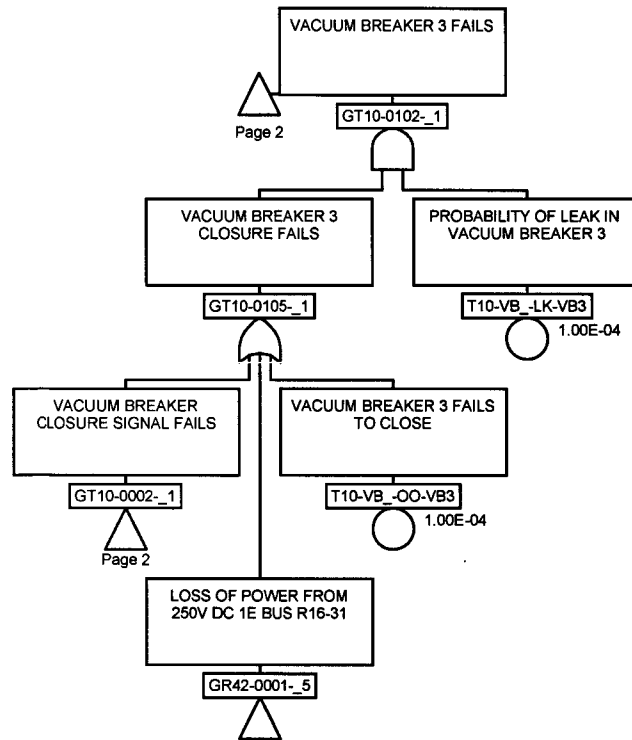 VACUUM BREAKER 3 FAILS
Page 2
GT10-0102-_1
VACUUM BREAKER 3
CLOSURE FAILS
PROBABILITY OF LEAK IN
VACUUM BREAKER 3
GT10-0105-_1
T10-VB_-LK-VB3
1.00E-04
VACUUM BREAKER
CLOSURE SIGNAL FAILS
VACUUM BREAKER 3 FAILS
TO CLOSE
GT10-0002-_1
T10-VB_-OO-VB3
1.00E-04
Page 2
LOSS OF POWER FROM
250V DC 1E BUS R16-31
GR42-0001-_5